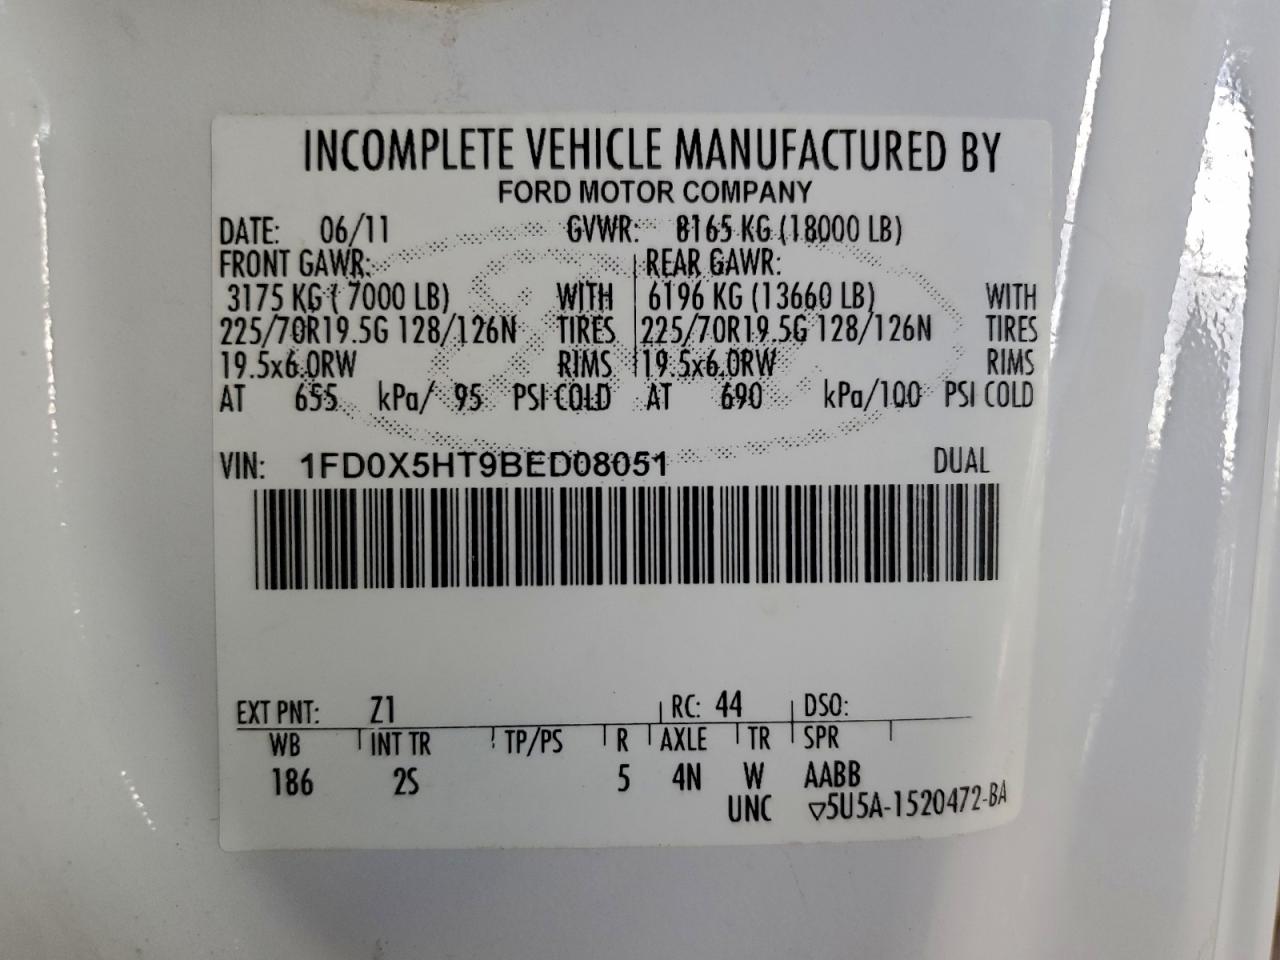 INCOMPLETE VEHICLE MANUFACTURED BY
FORD MOTOR COMPANY
DATE: 06/11 GVWR: 8165 KG (18000 LB)
FRONT GAWR: REAR GAWR:
3175 KG ( 7000 LB) WITH 6196 KG (13660 LB) WITH
225/70R19.5G 128/126N TIRES 225/70R19.5G 128/126N TIRES
19.5x6.0RW RIMS 19.5x6.0RW RIMS
AT 655 kPa/ 95 PSI COLD AT 690 kPa/100 PSI COLD
VIN: 1FD0X5HT9BED08051 DUAL
EXT PNT: Z1 RC: 44 DSO:
WB INT TR TP/PS R AXLE TR SPR
186 2S 5 4N W AABB
UNC ▽5U5A-1520472-BA